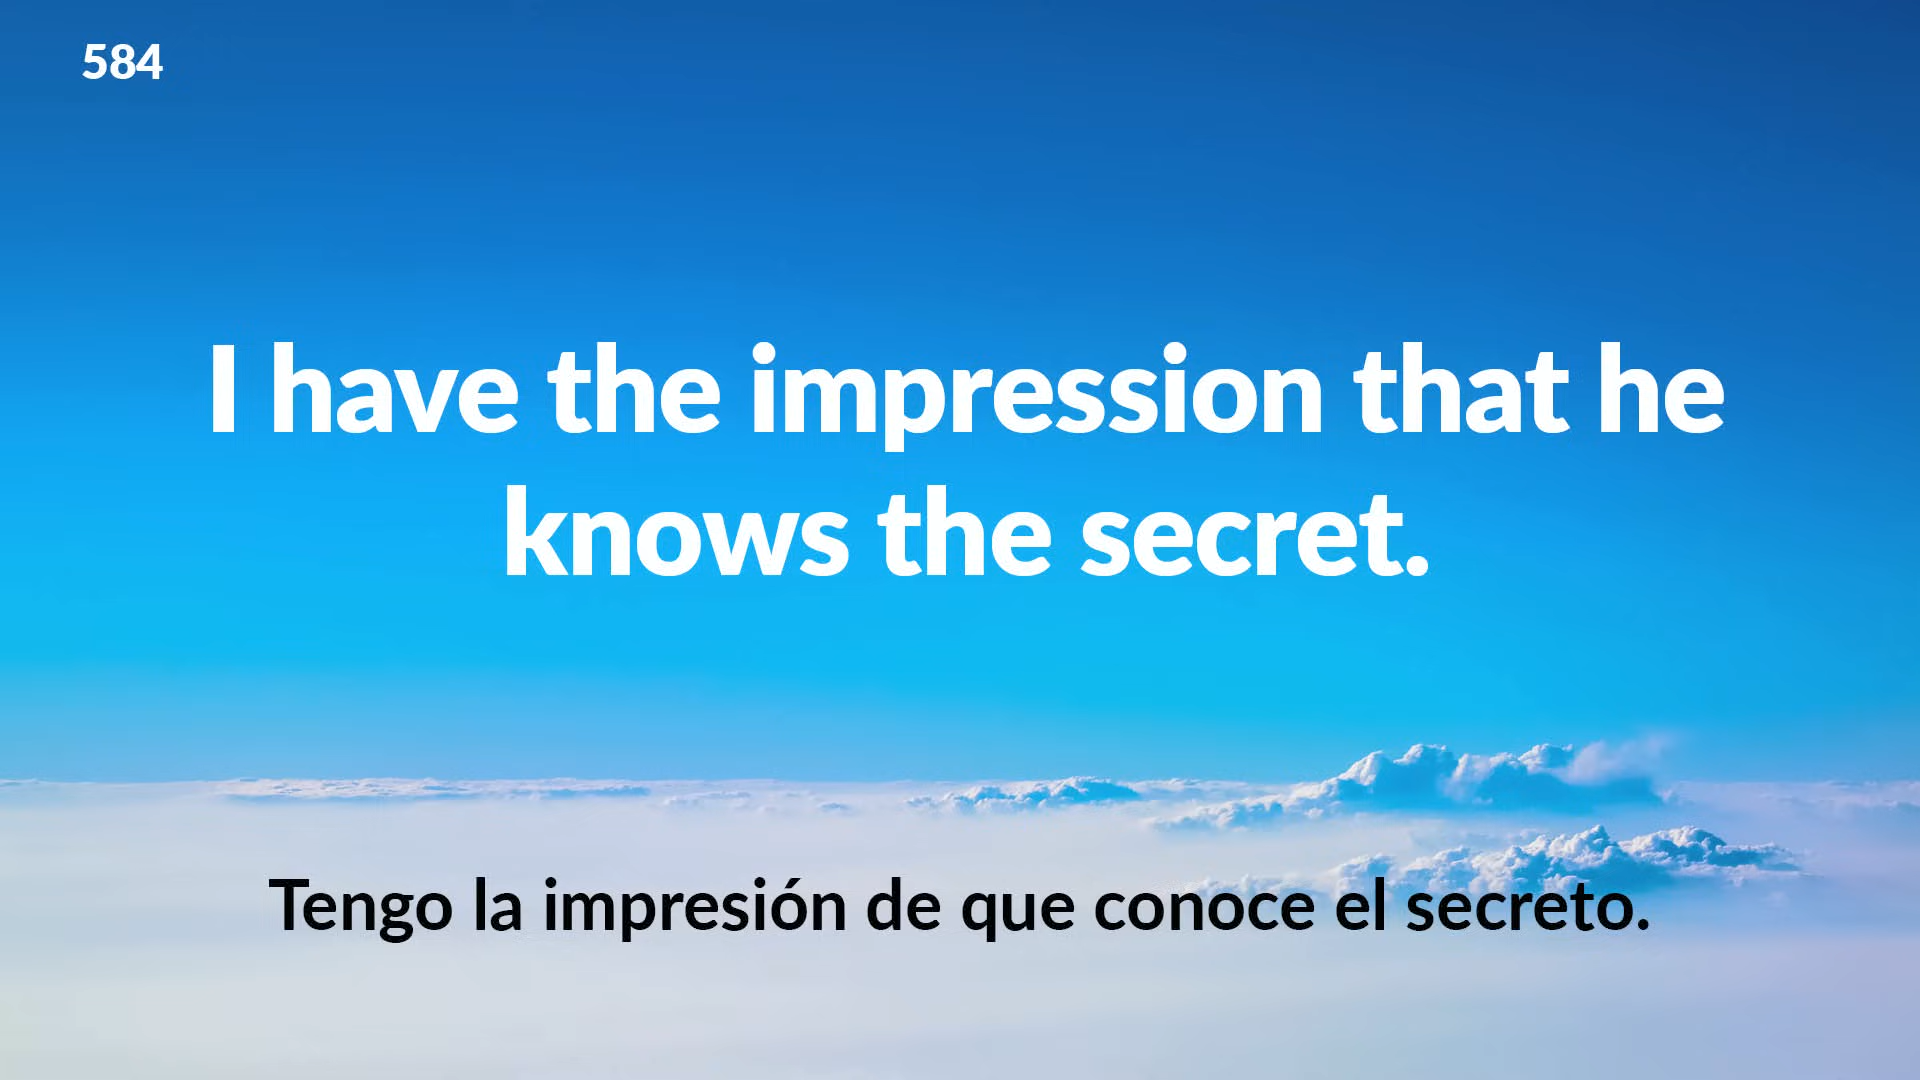 584
I have the impression that he
knows the secret.
Tengo la impresión de que conoce el secreto.